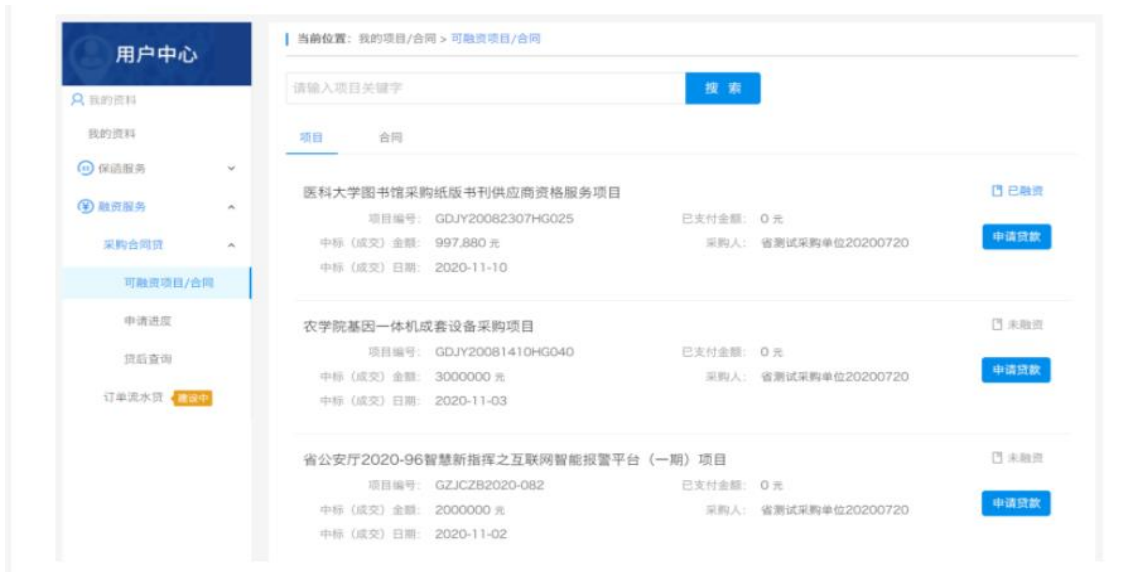 用户中心
我的资料
我的资料
保函服务
融资服务
采购合同贷
可融资项目/合同
申请进度
贷后查询
订单流水贷 建设中
当前位置：我的项目/合同 > 可融资项目/合同
请输入项目关键字 搜 索
项目 合同
医科大学图书馆采购纸版书刊供应商资格服务项目 已融资
项目编号： GDJY20082307HG025 已支付金额： 0 元
中标（成交）金额： 997,880 元 采购人： 省测试采购单位20200720 申请贷款
中标（成交）日期： 2020-11-10
农学院基因一体机成套设备采购项目 未融资
项目编号： GDJY20081410HG040 已支付金额： 0 元
中标（成交）金额： 3000000 元 采购人： 省测试采购单位20200720 申请贷款
中标（成交）日期： 2020-11-03
省公安厅2020-96智慧新指挥之互联网智能报警平台（一期）项目 未融资
项目编号： GZJCZB2020-082 已支付金额： 0 元
中标（成交）金额： 2000000 元 采购人： 省测试采购单位20200720 申请贷款
中标（成交）日期： 2020-11-02